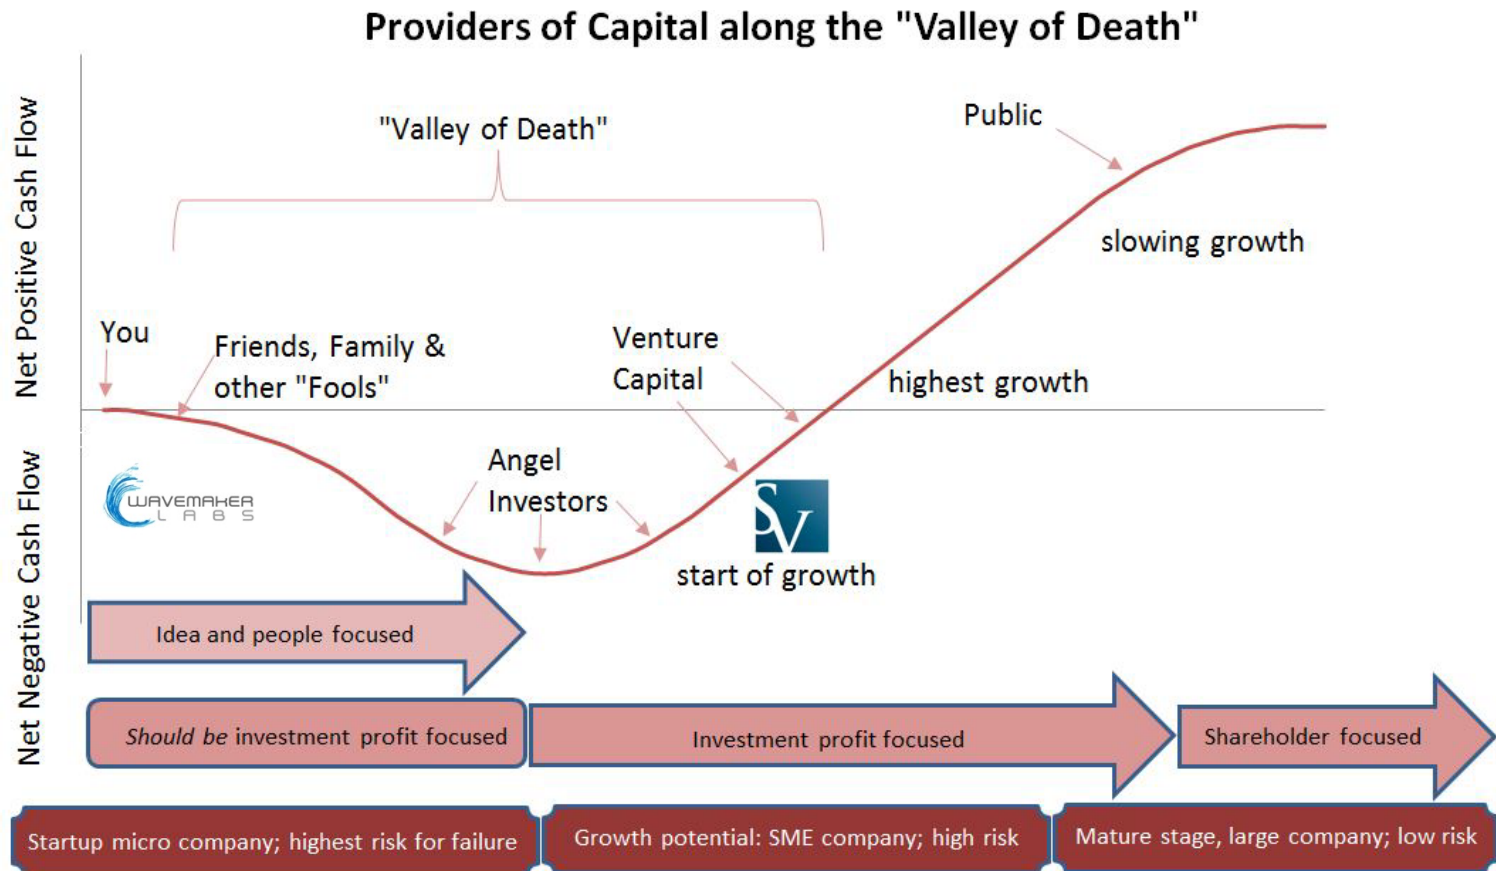 Providers of Capital along the "Valley of Death"
Net Positive Cash Flow
Net Negative Cash Flow
"Valley of Death"
Public
slowing growth
You
Friends, Family &
other "Fools"
Venture
Capital
highest growth
Angel
Investors
WAVEMAKER
LABS
SV
start of growth
Idea and people focused
Should be investment profit focused
Investment profit focused
Shareholder focused
Startup micro company; highest risk for failure
Growth potential: SME company; high risk
Mature stage, large company; low risk